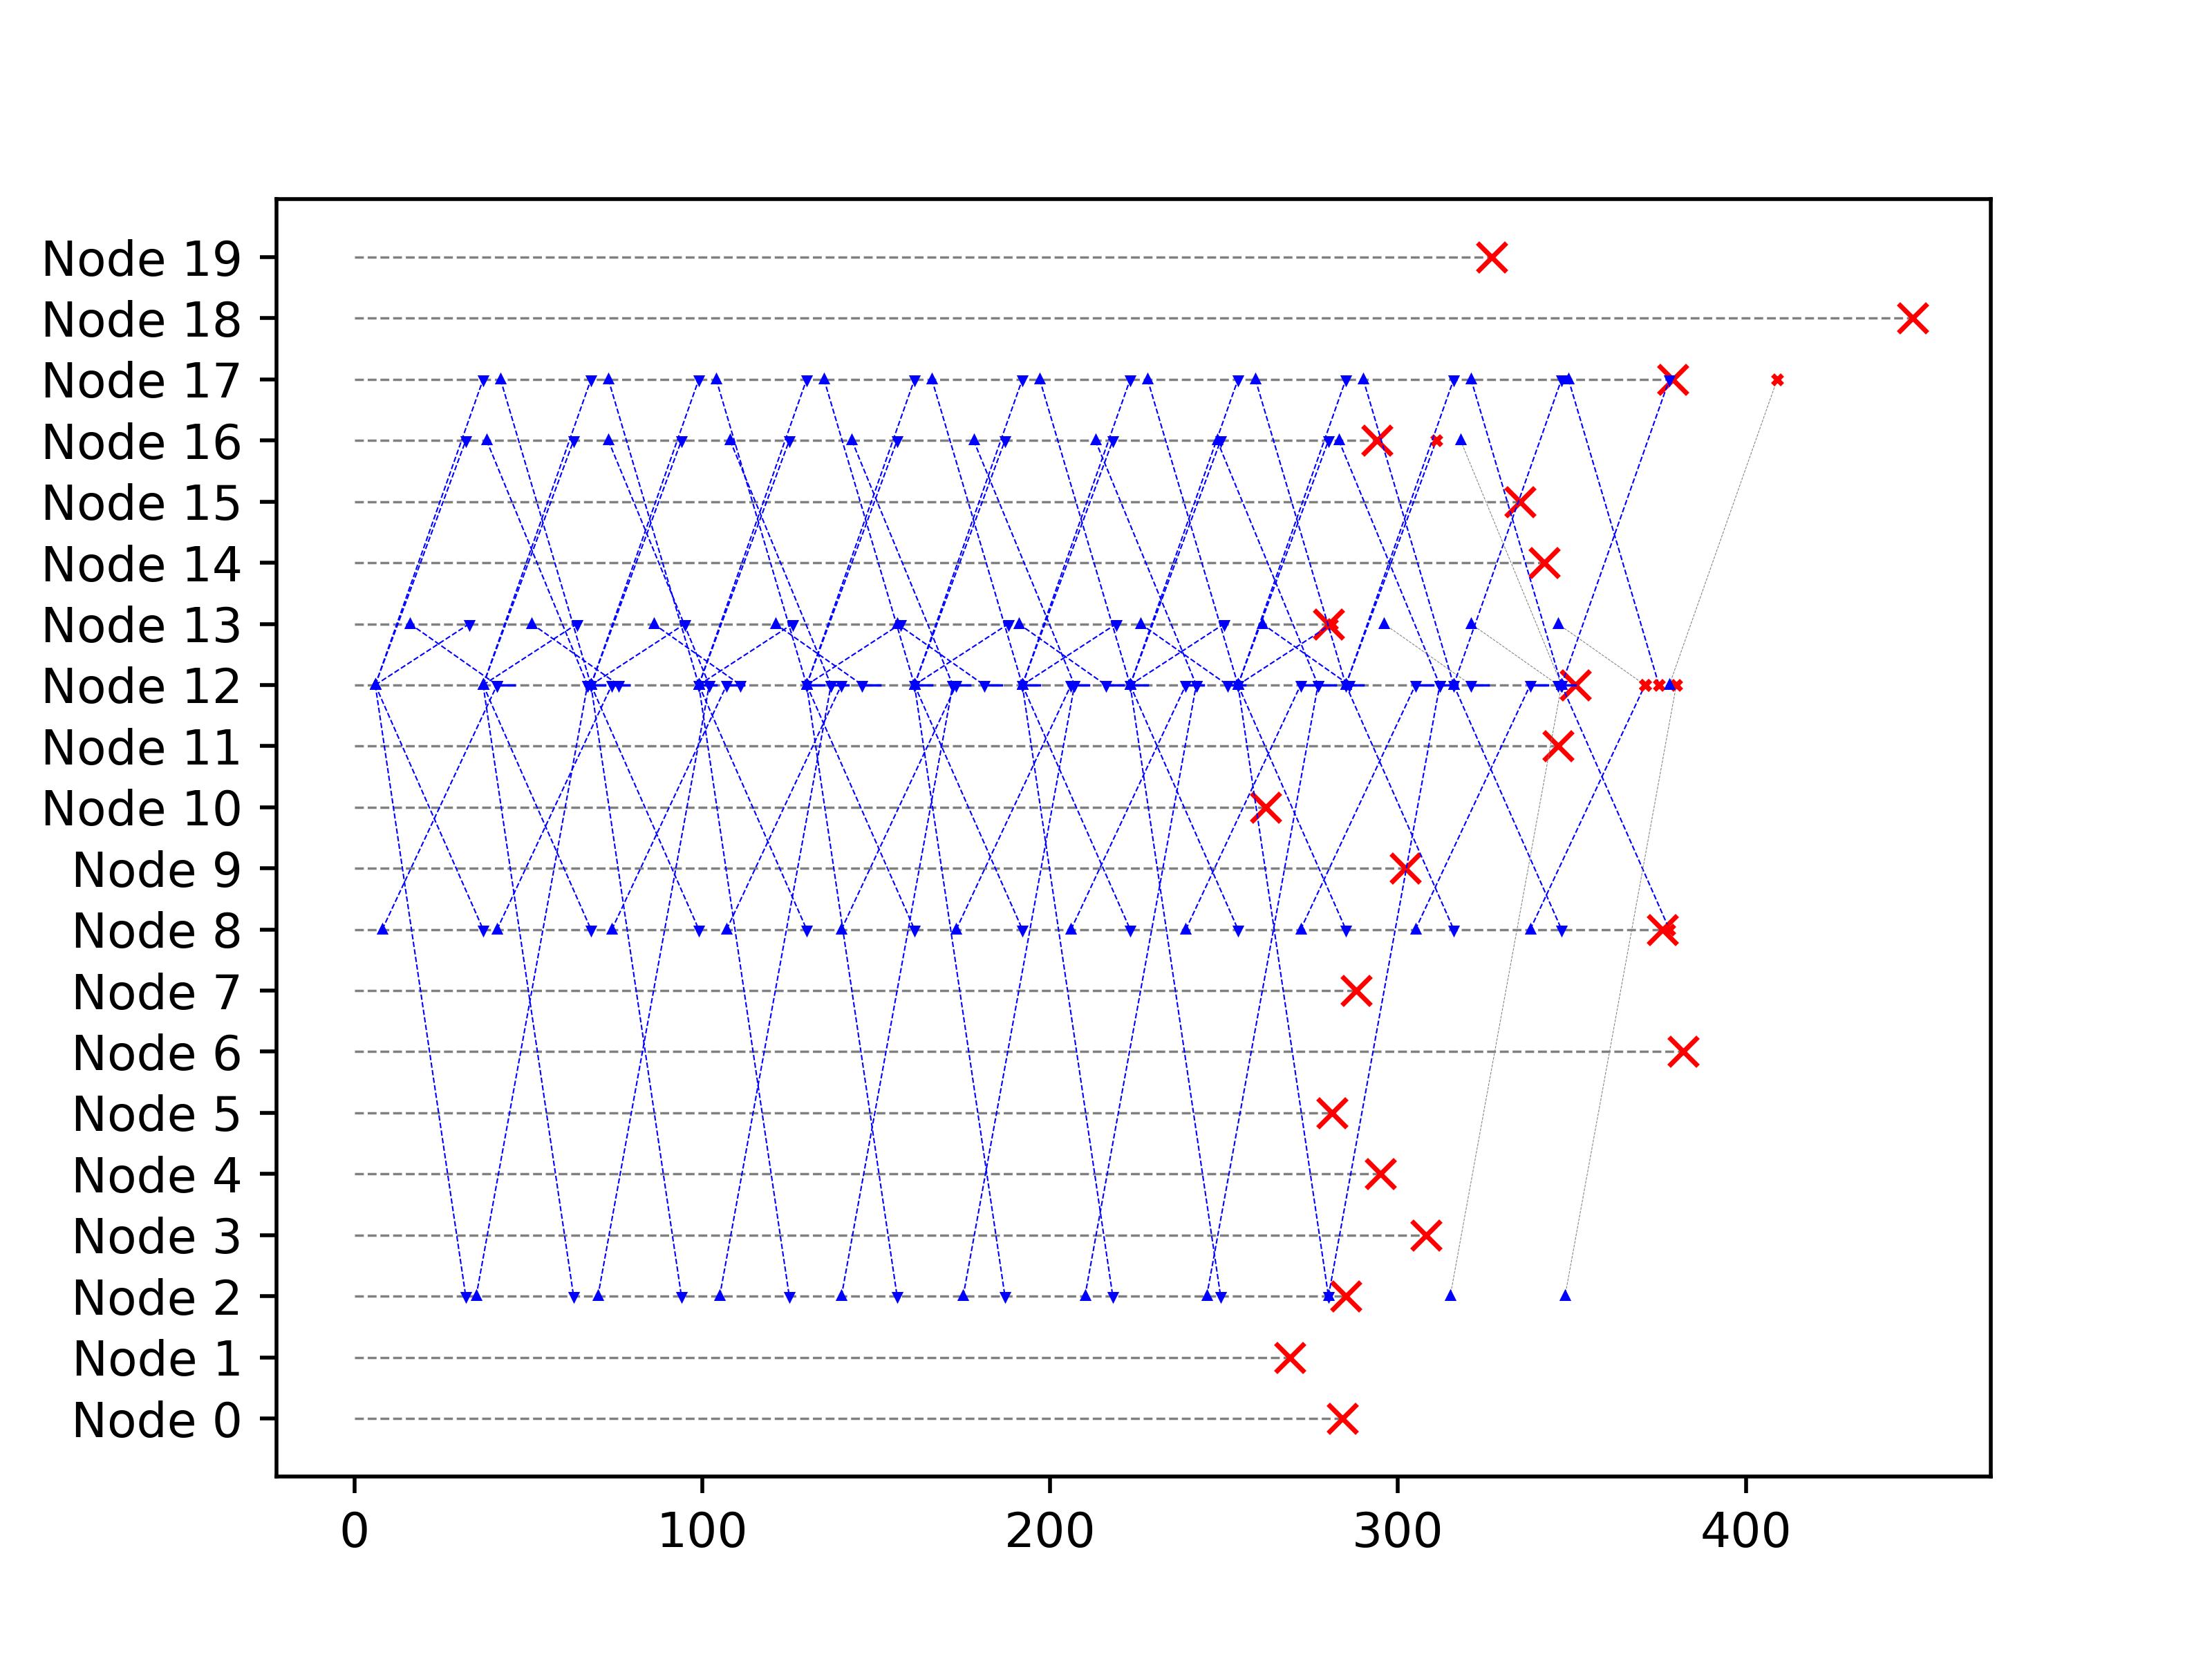 Node 19
Node 18
Node 17
Node 16
Node 15
Node 14
Node 13
Node 12
Node 11
Node 10
Node 9
Node 8
Node 7
Node 6
Node 5
Node 4
Node 3
Node 2
Node 1
Node 0
0 100 200 300 400